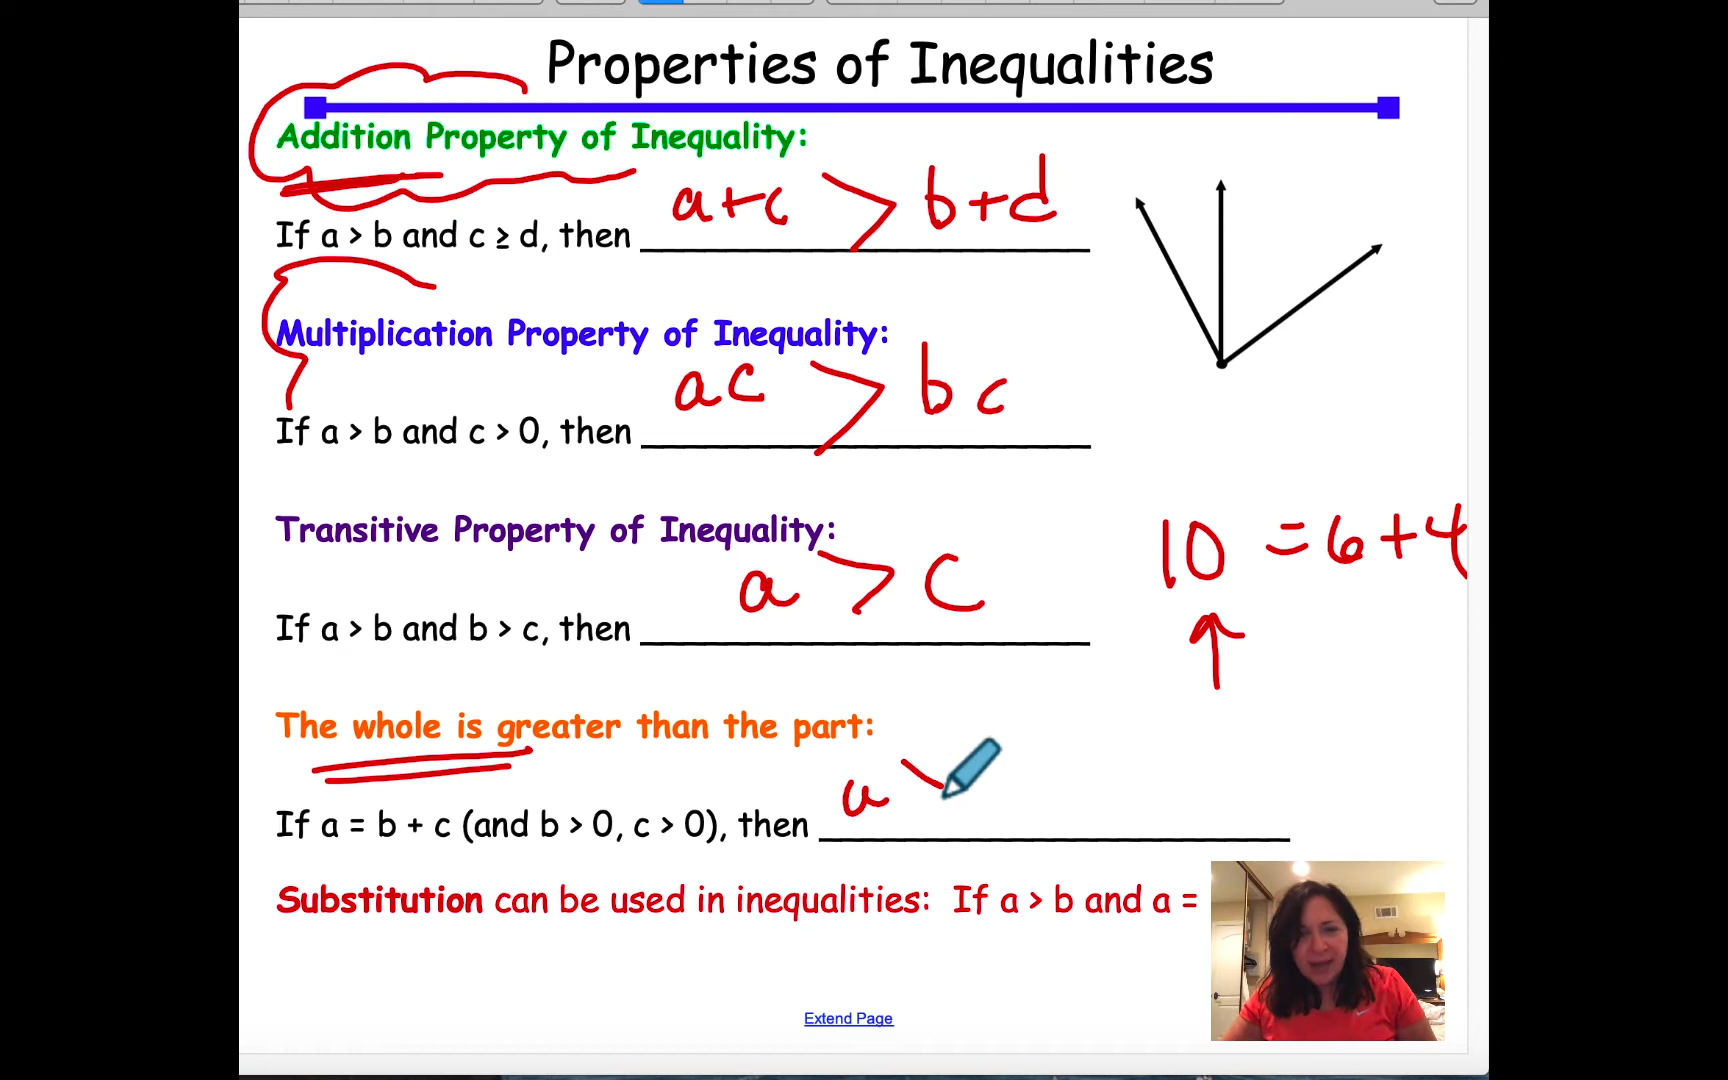 Properties of Inequalities
Addition Property of Inequality:
a+c > b+d
If a > b and c ≥ d, then
Multiplication Property of Inequality:
ac > bc
If a > b and c > 0, then
Transitive Property of Inequality:
10 = 6 + 4
a > c
If a > b and b > c, then
The whole is greater than the part:
a
If a = b + c (and b > 0, c > 0), then
Substitution can be used in inequalities: If a > b and a =
Extend Page